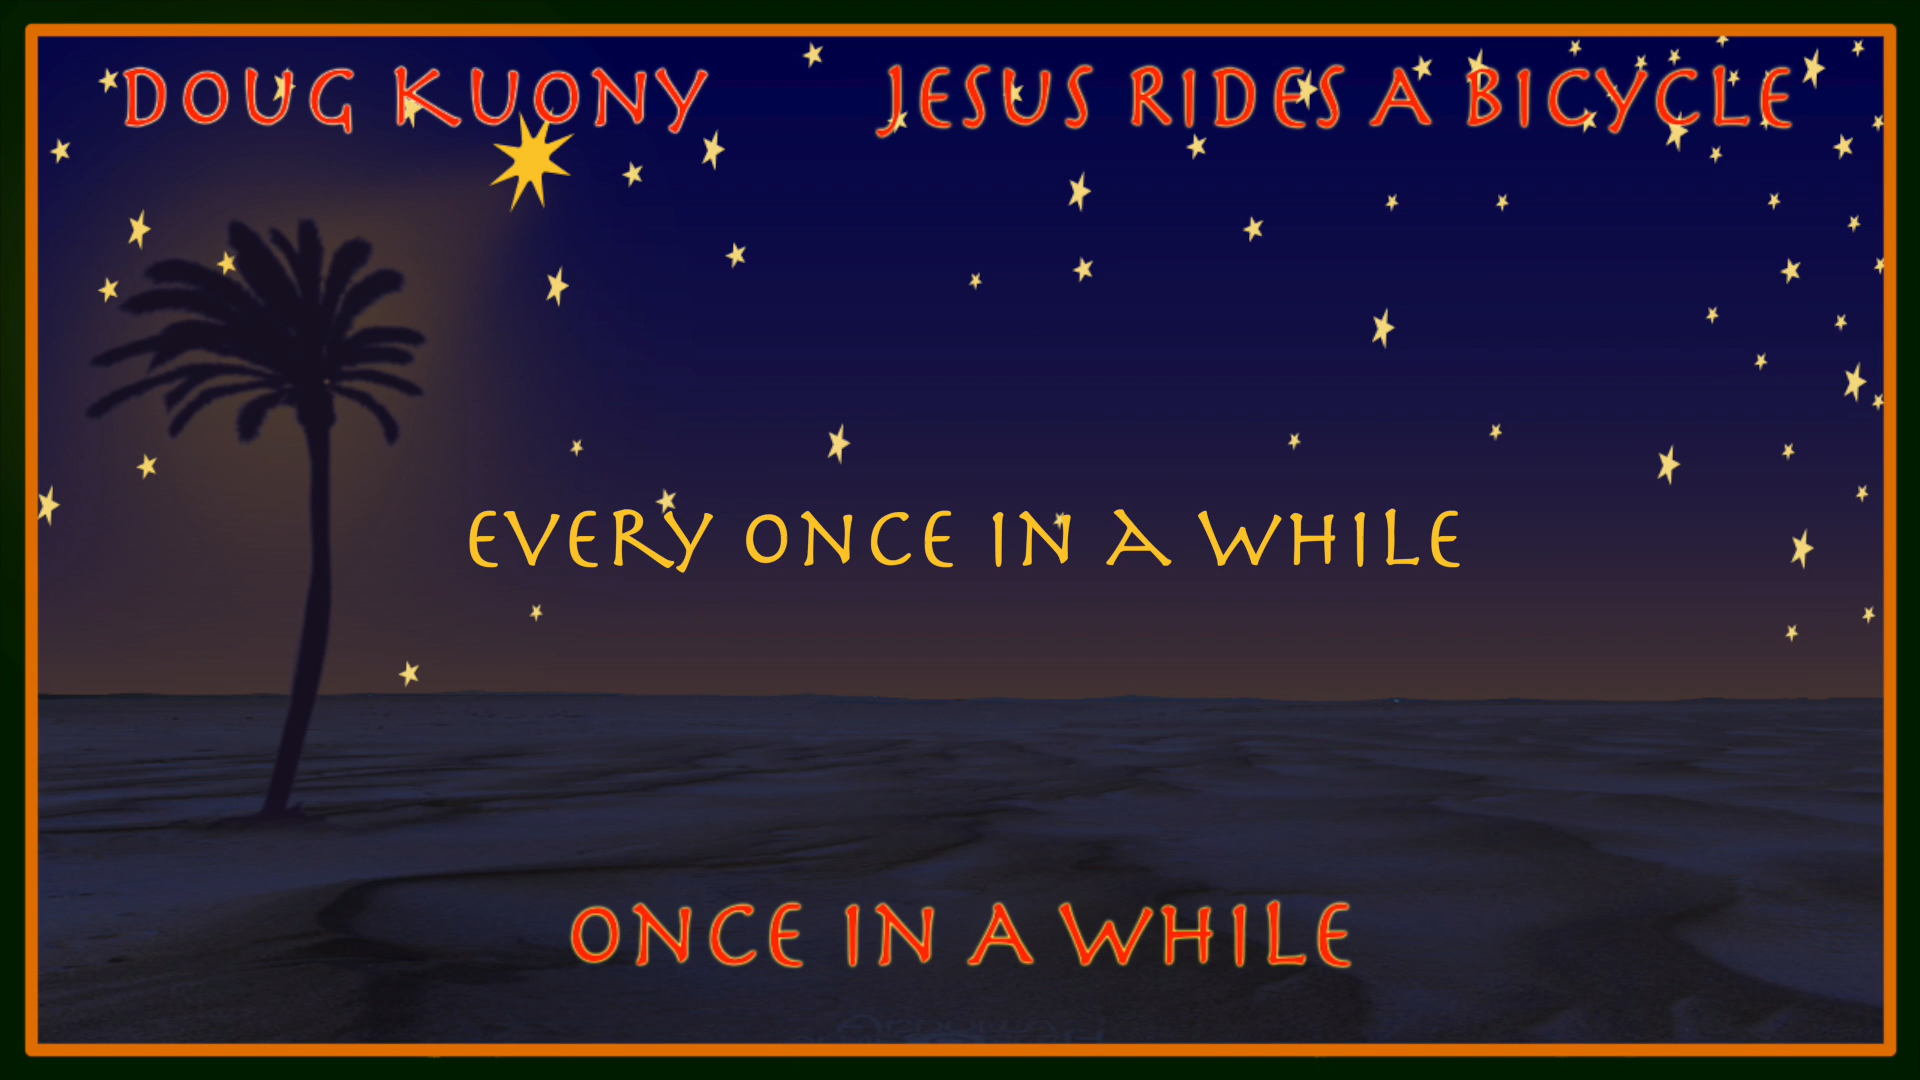 DOUG KUONY JESUS RIDES A BICYCLE
EVERY ONCE IN A WHILE
ONCE IN A WHILE